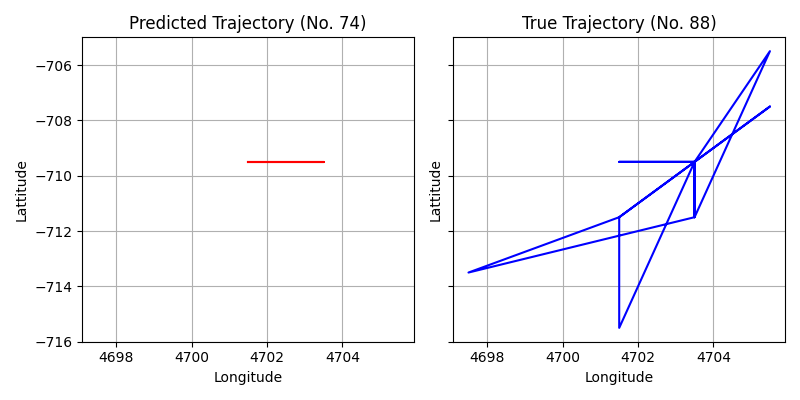 Predicted Trajectory (No. 74)
True Trajectory (No. 88)
Lattitude
−706
−708
−710
−712
−714
−716
4698
4700
4702
4704
Longitude
Lattitude
4698
4700
4702
4704
Longitude